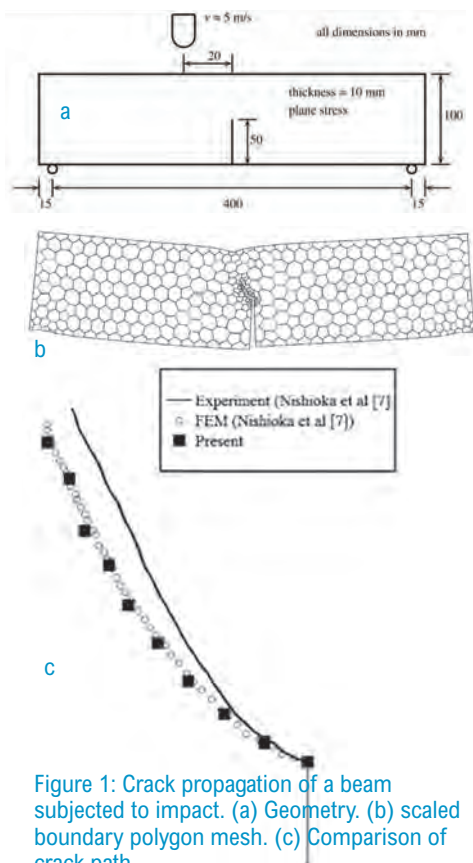 v = 5 m/s
all dimensions in mm
20
thickness = 10 mm
plane stress
a
50
100
15
400
15
b
Experiment (Nishioka et al [7]
FEM (Nishioka et al [7])
Present
c
Figure 1: Crack propagation of a beam
subjected to impact. (a) Geometry. (b) scaled
boundary polygon mesh. (c) Comparison of
crack path